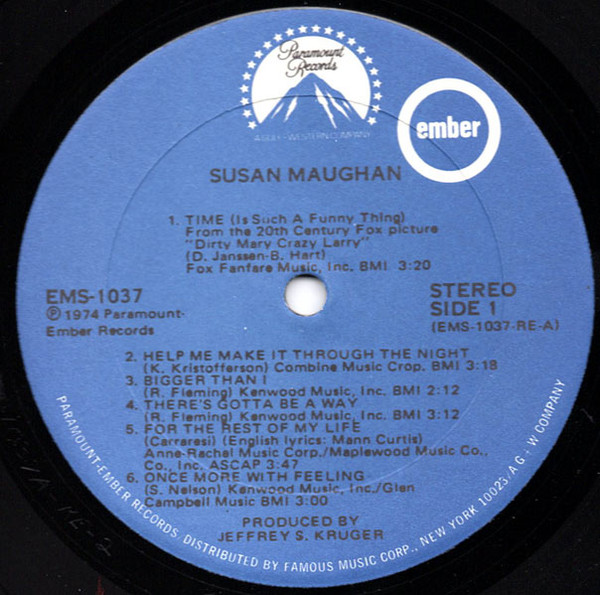 Paramount
Records
A GULF+WESTERN COMPANY
ember
SUSAN MAUGHAN
1. TIME (Is Such A Funny Thing)
From the 20th Century Fox picture
"Dirty Mary Crazy Larry"
(D. Janssen-B. Hart)
Fox Fanfare Music, Inc. BMI 3:20
EMS-1037
Ⓟ 1974 Paramount-
Ember Records
STEREO
SIDE 1
(EMS-1037-RE-A)
2. HELP ME MAKE IT THROUGH THE NIGHT
(K. Kristofferson) Combine Music Crop. BMI 3:18
3. BIGGER THAN I
(R. Fleming) Kenwood Music, Inc. BMI 2:12
4. THERE'S GOTTA BE A WAY
(R. Fleming) Kenwood Music, Inc. BMI 3:12
5. FOR THE REST OF MY LIFE
(Carraresi) (English lyrics: Mann Curtis)
Anne-Rachel Music Corp./Maplewood Music Co.,
Co., Inc. ASCAP 3:47
6. ONCE MORE WITH FEELING
(S. Nelson) Kenwood Music, Inc./Glen
Campbell Music BMI 3:00
PRODUCED BY
JEFFREY S. KRUGER
PARAMOUNT-EMBER RECORDS, DISTRIBUTED BY FAMOUS MUSIC CORP., NEW YORK 10023/A G + W COMPANY